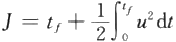 J = t_f + \frac{1}{2}\int_0^{t_f} u^2 dt